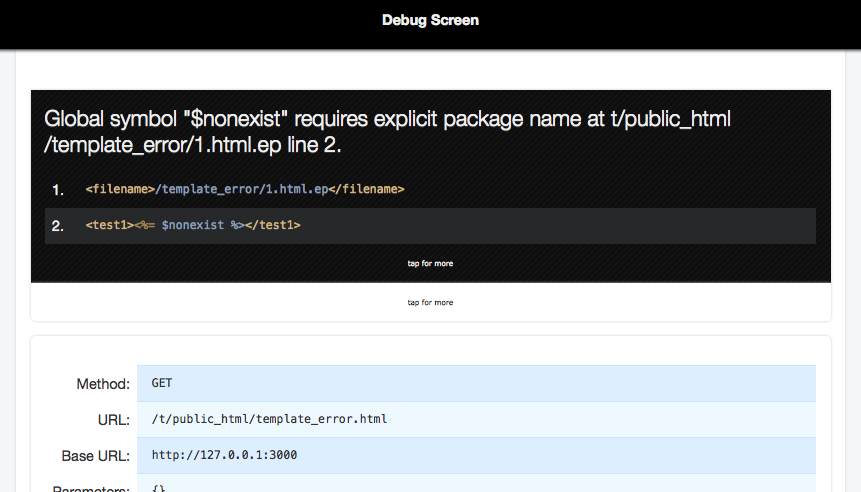 Debug Screen
Global symbol "$nonexist" requires explicit package name at t/public_html
/template_error/1.html.ep line 2.
1. <filename>/template_error/1.html.ep</filename>
2. <test1><%= $nonexist %></test1>
tap for more
tap for more
Method: GET
URL: /t/public_html/template_error.html
Base URL: http://127.0.0.1:3000
Parameters: {}